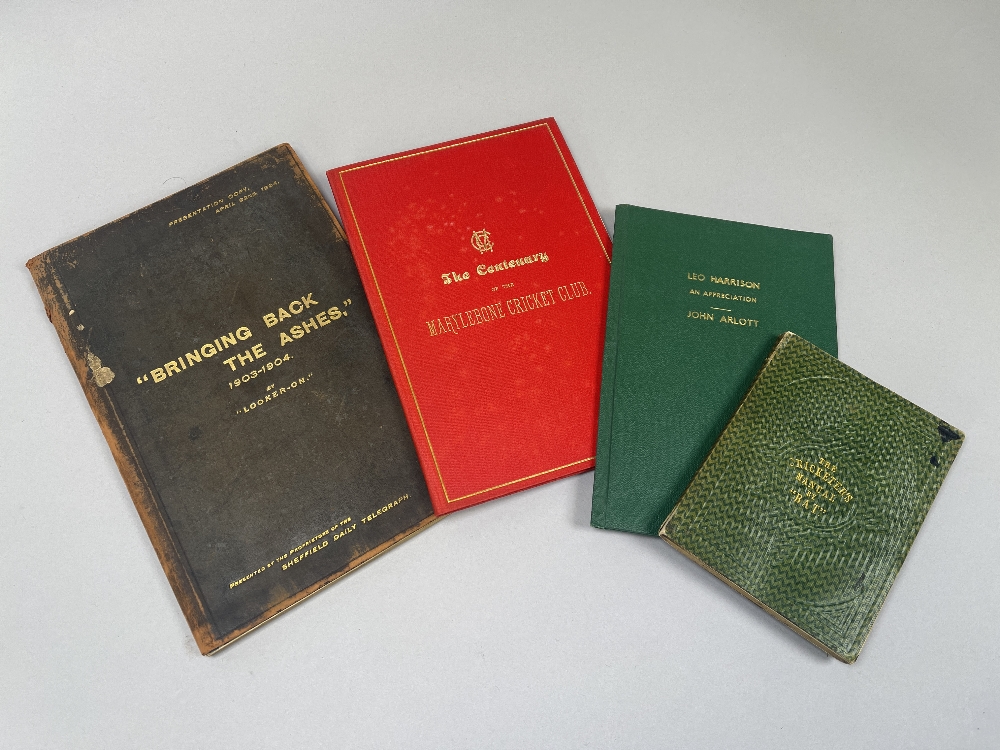 PRESENTATION COPY,
APRIL 22ND 1904.
"BRINGING BACK
THE ASHES,"
1903-1904.
BY
"LOOKER-ON."
PRESENTED BY THE PROPRIETORS OF THE
SHEFFIELD DAILY TELEGRAPH.
MCC
The Centenary
OF THE
MARYLEBONE CRICKET CLUB.
LEO HARRISON
AN APPRECIATION
JOHN ARLOTT
THE
CRICKETER'S
MANUAL
BY
"BAT"